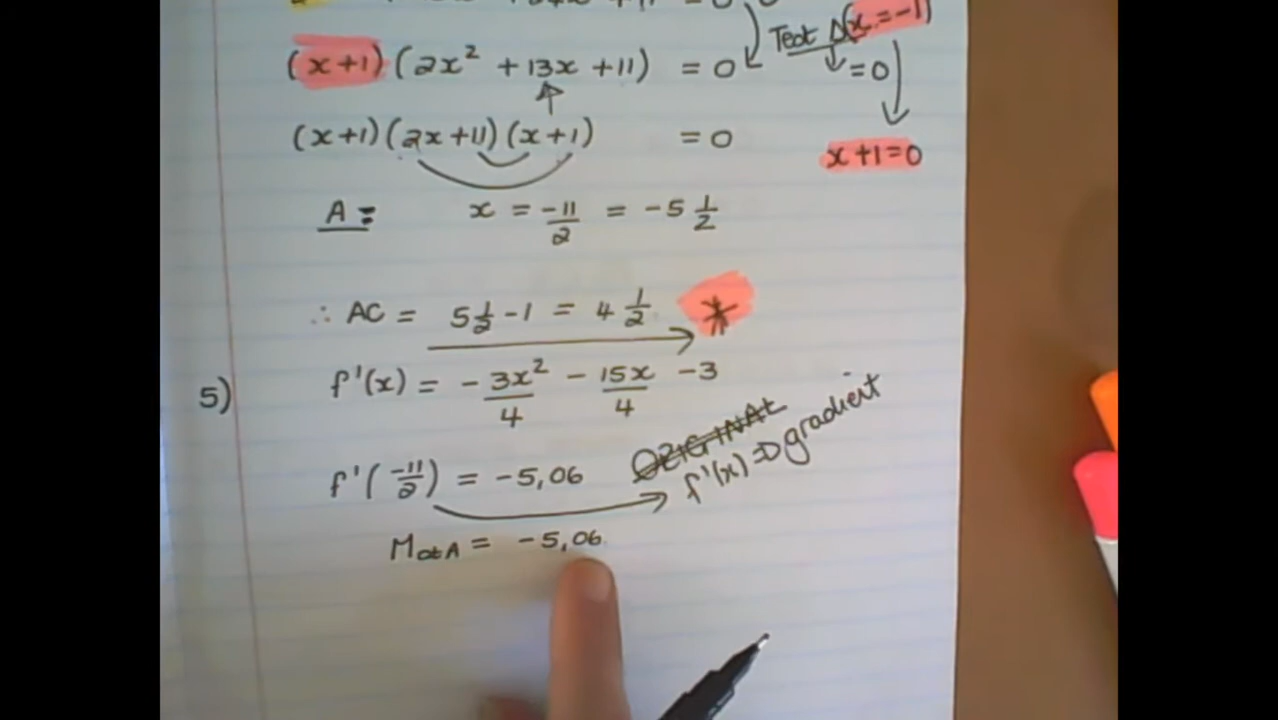 Test ∆(x = -1)
(x+1)(2x² + 13x + 11) = 0
= 0
(x+1)(2x+11)(x+1) = 0
x+1=0
A: x = -11/2 = -5 1/2
∴ AC = 5 1/2 - 1 = 4 1/2 *
5) f'(x) = - 3x²/4 - 15x/4 - 3
ORIGINAL
f'(-11/2) = -5,06
f'(x) ⇒ gradient
M at A = -5,06